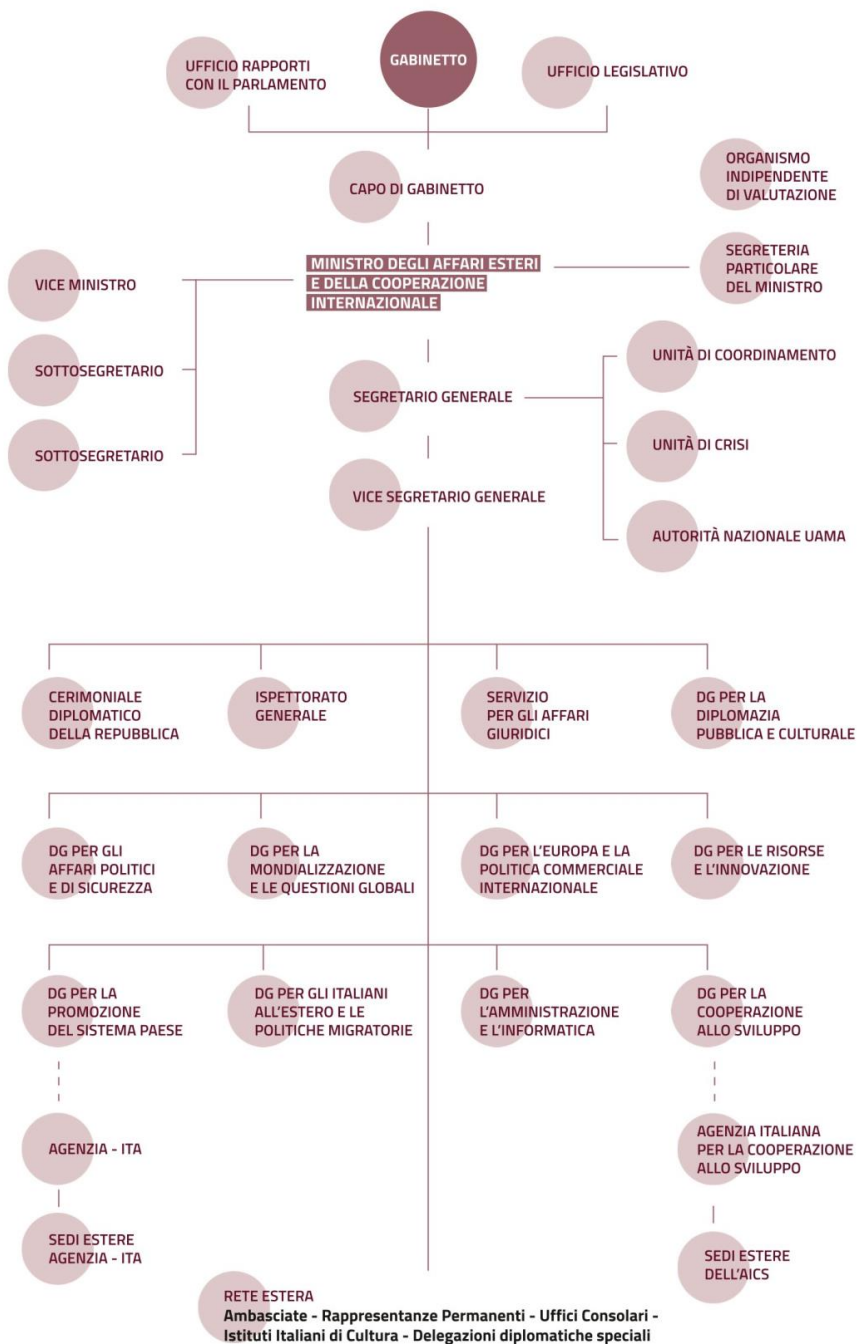 GABINETTO
UFFICIO RAPPORTI
CON IL PARLAMENTO
UFFICIO LEGISLATIVO
CAPO DI GABINETTO
ORGANISMO
INDIPENDENTE
DI VALUTAZIONE
MINISTRO DEGLI AFFARI ESTERI
E DELLA COOPERAZIONE
INTERNAZIONALE
SEGRETERIA
PARTICOLARE
DEL MINISTRO
VICE MINISTRO
SOTTOSEGRETARIO
SOTTOSEGRETARIO
SEGRETARIO GENERALE
UNITÀ DI COORDINAMENTO
UNITÀ DI CRISI
VICE SEGRETARIO GENERALE
AUTORITÀ NAZIONALE UAMA
CERIMONIALE
DIPLOMATICO
DELLA REPUBBLICA
ISPETTORATO
GENERALE
SERVIZIO
PER GLI AFFARI
GIURIDICI
DG PER LA
DIPLOMAZIA
PUBBLICA E CULTURALE
DG PER GLI
AFFARI POLITICI
E DI SICUREZZA
DG PER LA
MONDIALIZZAZIONE
E LE QUESTIONI GLOBALI
DG PER L'EUROPA E LA
POLITICA COMMERCIALE
INTERNAZIONALE
DG PER LE RISORSE
E L'INNOVAZIONE
DG PER LA
PROMOZIONE
DEL SISTEMA PAESE
DG PER GLI ITALIANI
ALL'ESTERO E LE
POLITICHE MIGRATORIE
DG PER
L'AMMINISTRAZIONE
E L'INFORMATICA
DG PER LA
COOPERAZIONE
ALLO SVILUPPO
AGENZIA - ITA
AGENZIA ITALIANA
PER LA COOPERAZIONE
ALLO SVILUPPO
SEDI ESTERE
AGENZIA - ITA
SEDI ESTERE
DELL'AICS
RETE ESTERA
Ambasciate - Rappresentanze Permanenti - Uffici Consolari -
Istituti Italiani di Cultura - Delegazioni diplomatiche speciali